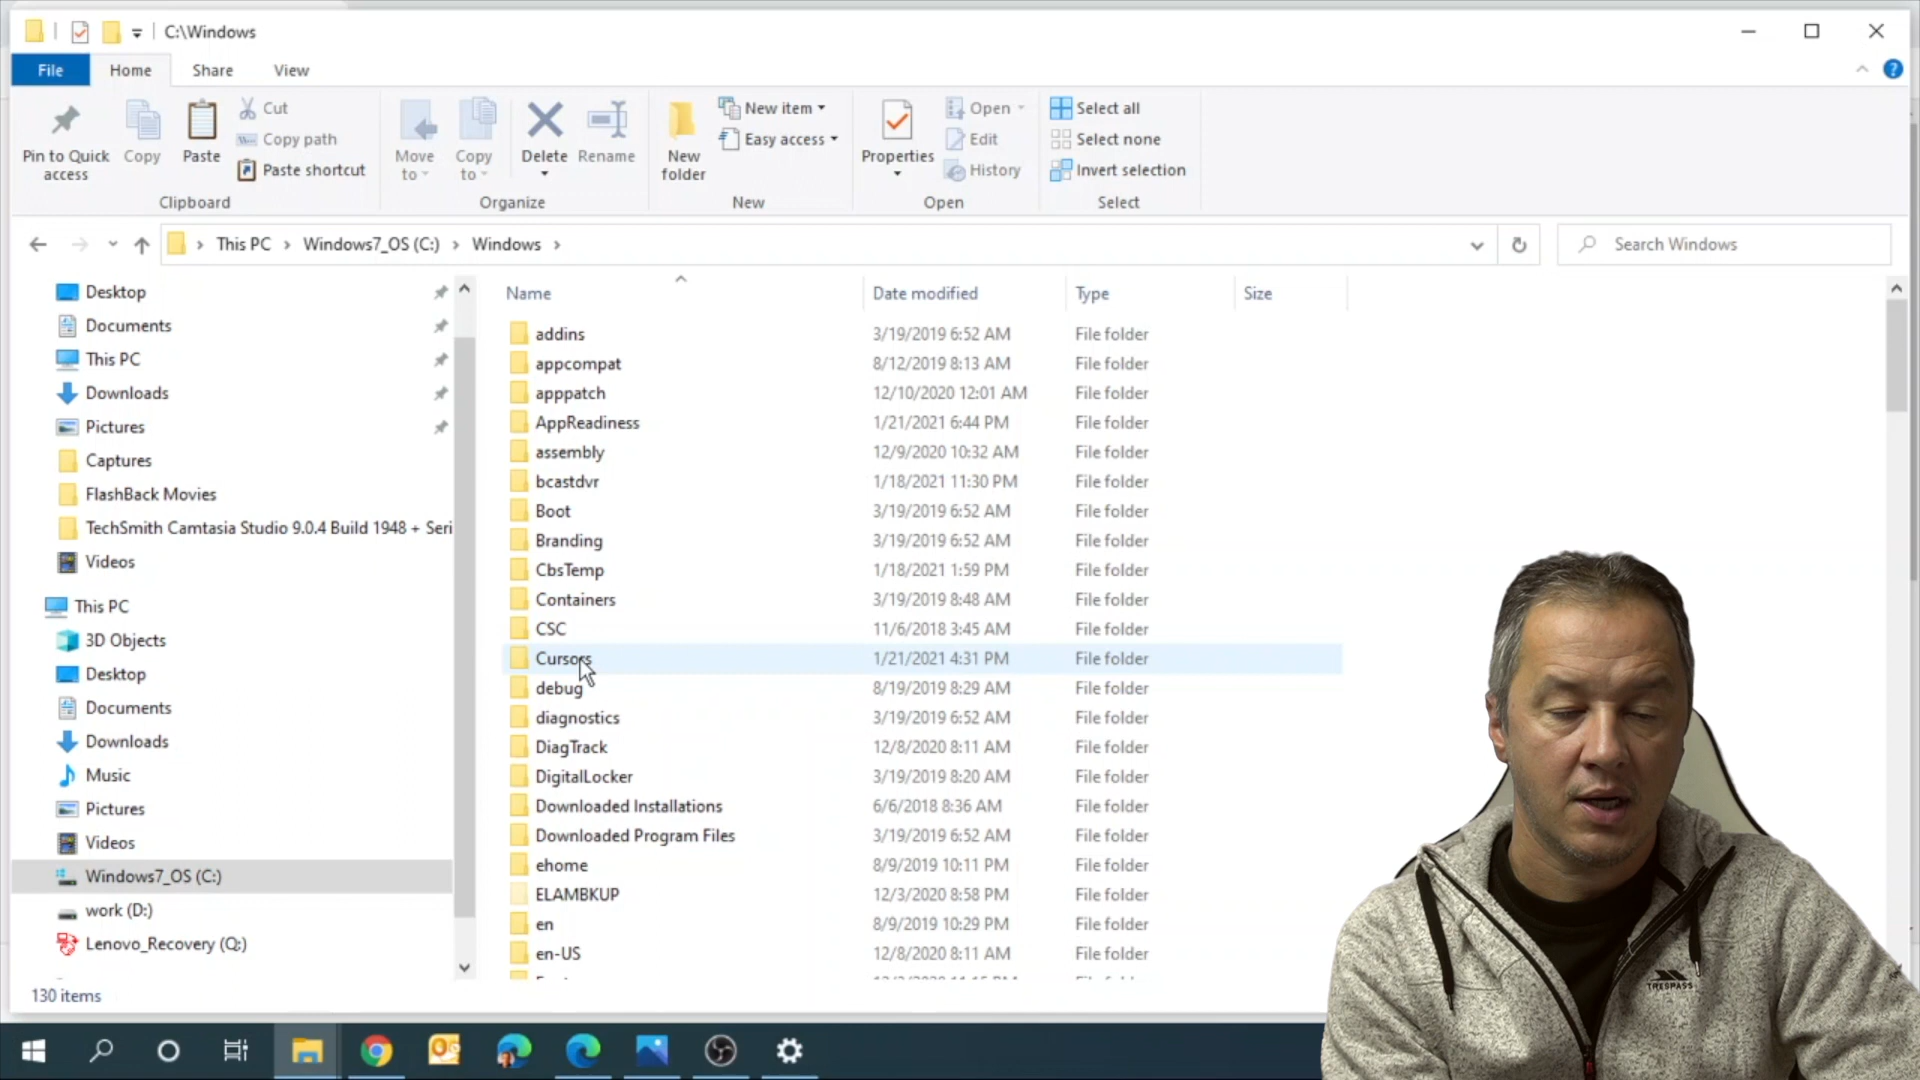 C:\Windows
File Home Share View
Pin to Quick access
Copy
Paste
Cut
Copy path
Paste shortcut
Clipboard
Move to
Copy to
Delete
Rename
Organize
New folder
New item
Easy access
New
Properties
Open
Edit
History
Open
Select all
Select none
Invert selection
Select
This PC > Windows7_OS (C:) > Windows >
Search Windows
Desktop
Documents
This PC
Downloads
Pictures
Captures
FlashBack Movies
TechSmith Camtasia Studio 9.0.4 Build 1948 + Seri
Videos
This PC
3D Objects
Desktop
Documents
Downloads
Music
Pictures
Videos
Windows7_OS (C:)
work (D:)
Lenovo_Recovery (Q:)
Name Date modified Type Size
addins 3/19/2019 6:52 AM File folder
appcompat 8/12/2019 8:13 AM File folder
apppatch 12/10/2020 12:01 AM File folder
AppReadiness 1/21/2021 6:44 PM File folder
assembly 12/9/2020 10:32 AM File folder
bcastdvr 1/18/2021 11:30 PM File folder
Boot 3/19/2019 6:52 AM File folder
Branding 3/19/2019 6:52 AM File folder
CbsTemp 1/18/2021 1:59 PM File folder
Containers 3/19/2019 8:48 AM File folder
CSC 11/6/2018 3:45 AM File folder
Cursors 1/21/2021 4:31 PM File folder
debug 8/19/2019 8:29 AM File folder
diagnostics 3/19/2019 6:52 AM File folder
DiagTrack 12/8/2020 8:11 AM File folder
DigitalLocker 3/19/2019 8:20 AM File folder
Downloaded Installations 6/6/2018 8:36 AM File folder
Downloaded Program Files 3/19/2019 6:52 AM File folder
ehome 8/9/2019 10:11 PM File folder
ELAMBKUP 12/3/2020 8:58 PM File folder
en 8/9/2019 10:29 PM File folder
en-US 12/8/2020 8:11 AM File folder
130 items
TRESPASS